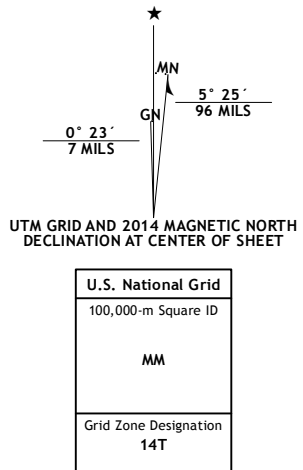 ★
MN
GN
5° 25´
96 MILS
0° 23´
7 MILS
UTM GRID AND 2014 MAGNETIC NORTH
DECLINATION AT CENTER OF SHEET
U.S. National Grid
100,000-m Square ID
MM
Grid Zone Designation
14T